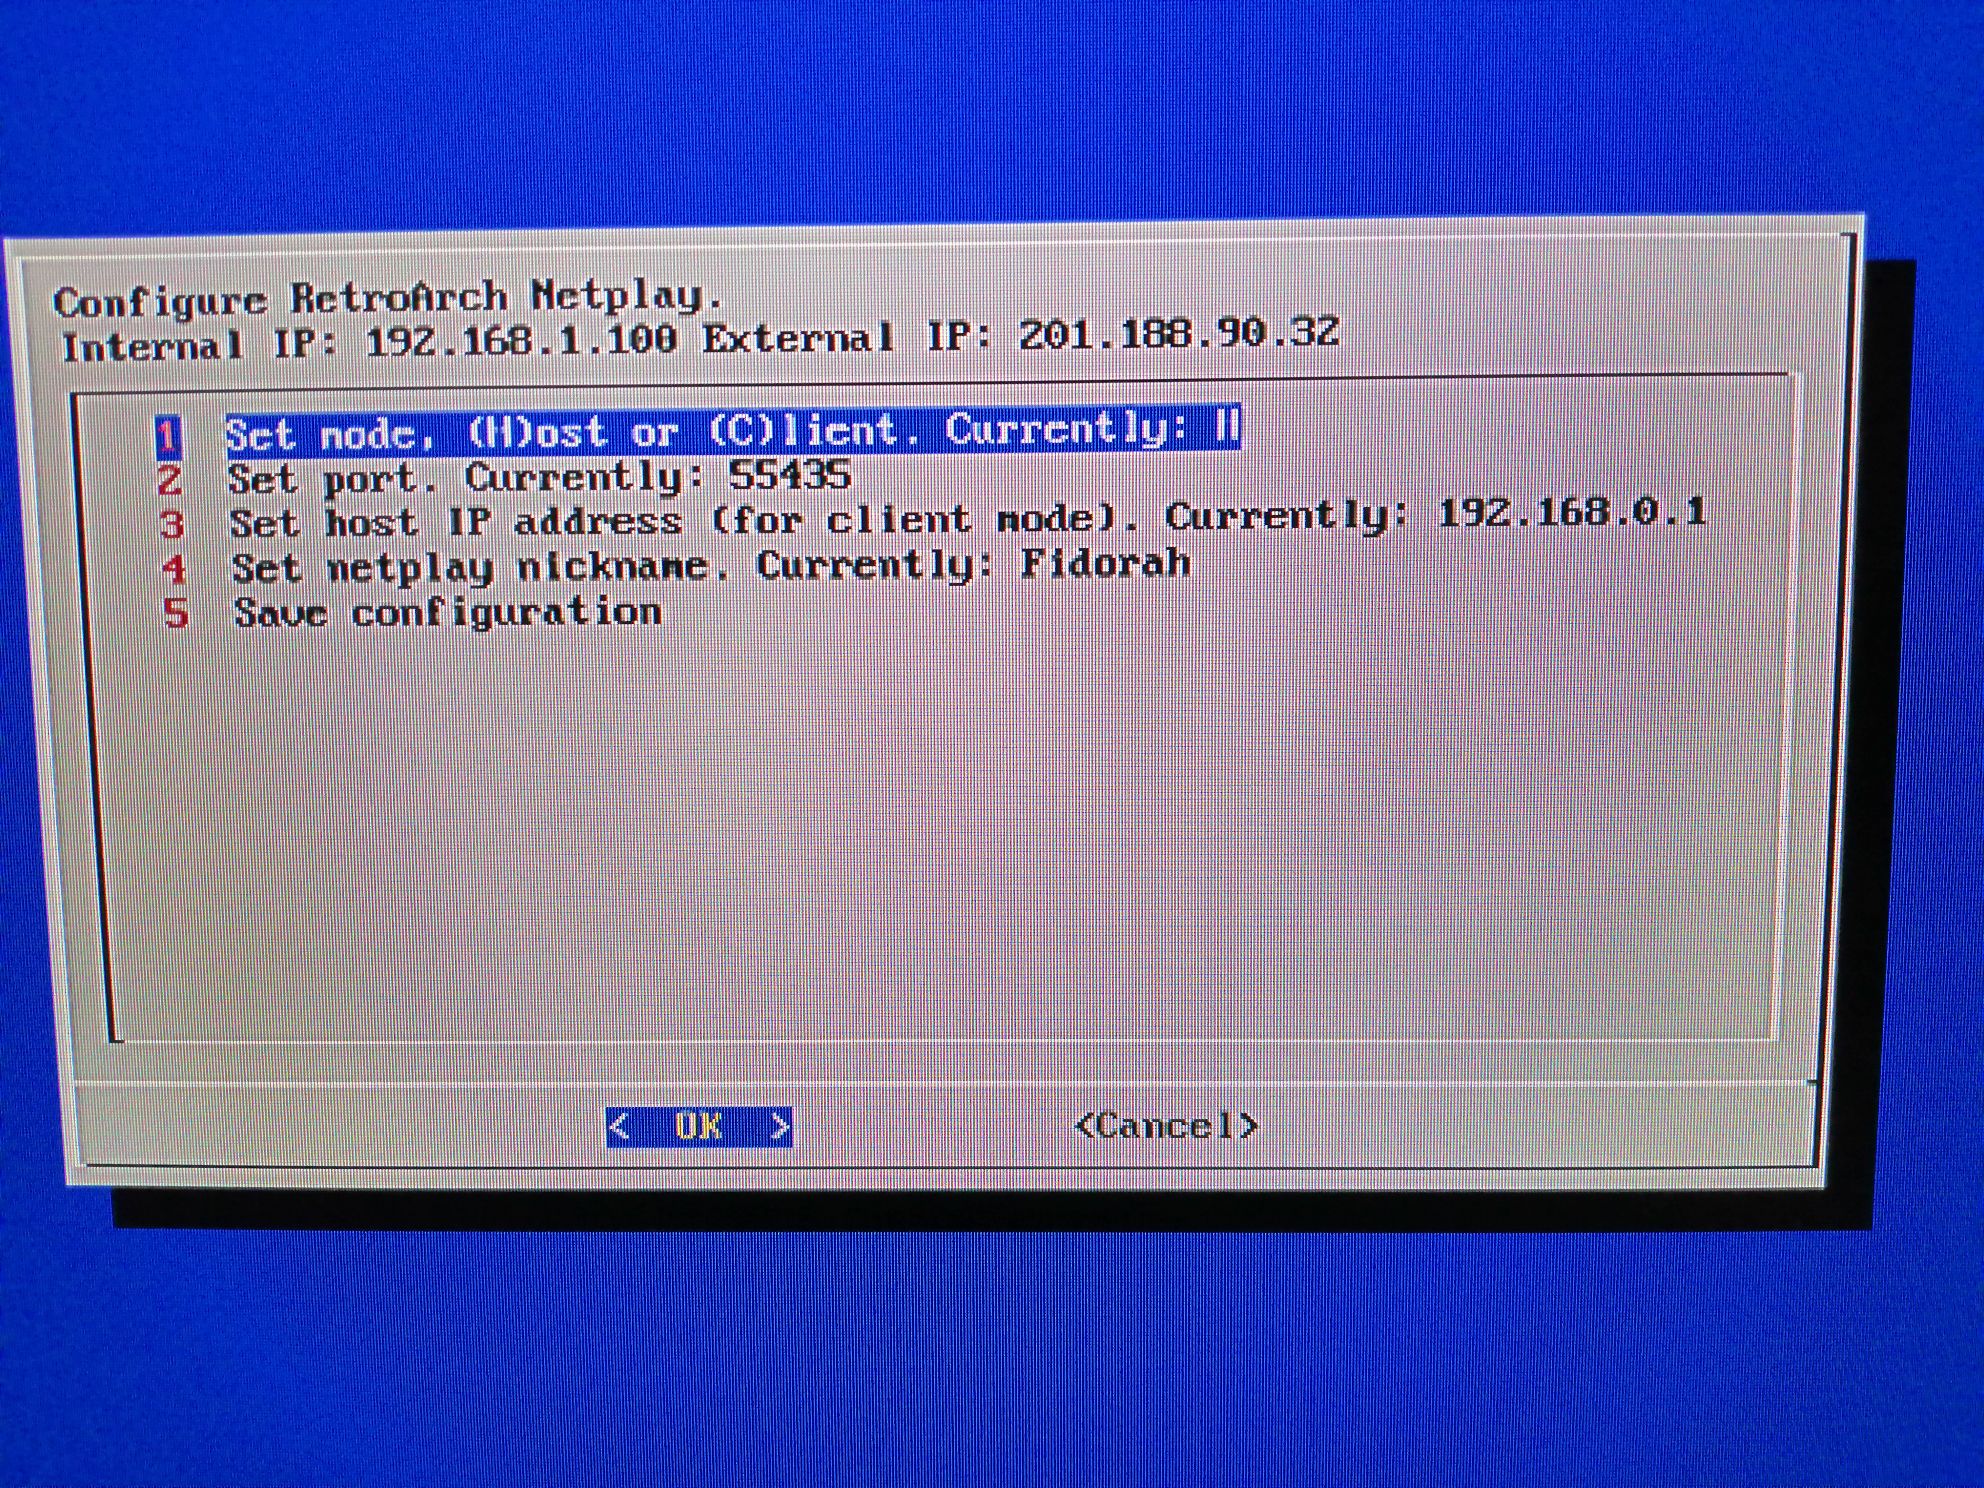 Configure RetroArch Netplay.
Internal IP: 192.168.1.100 External IP: 201.188.90.32
1 Set mode, (H)ost or (C)lient. Currently: H
2 Set port. Currently: 55435
3 Set host IP address (for client mode). Currently: 192.168.0.1
4 Set netplay nickname. Currently: Fidorah
5 Save configuration
< OK > <Cancel>